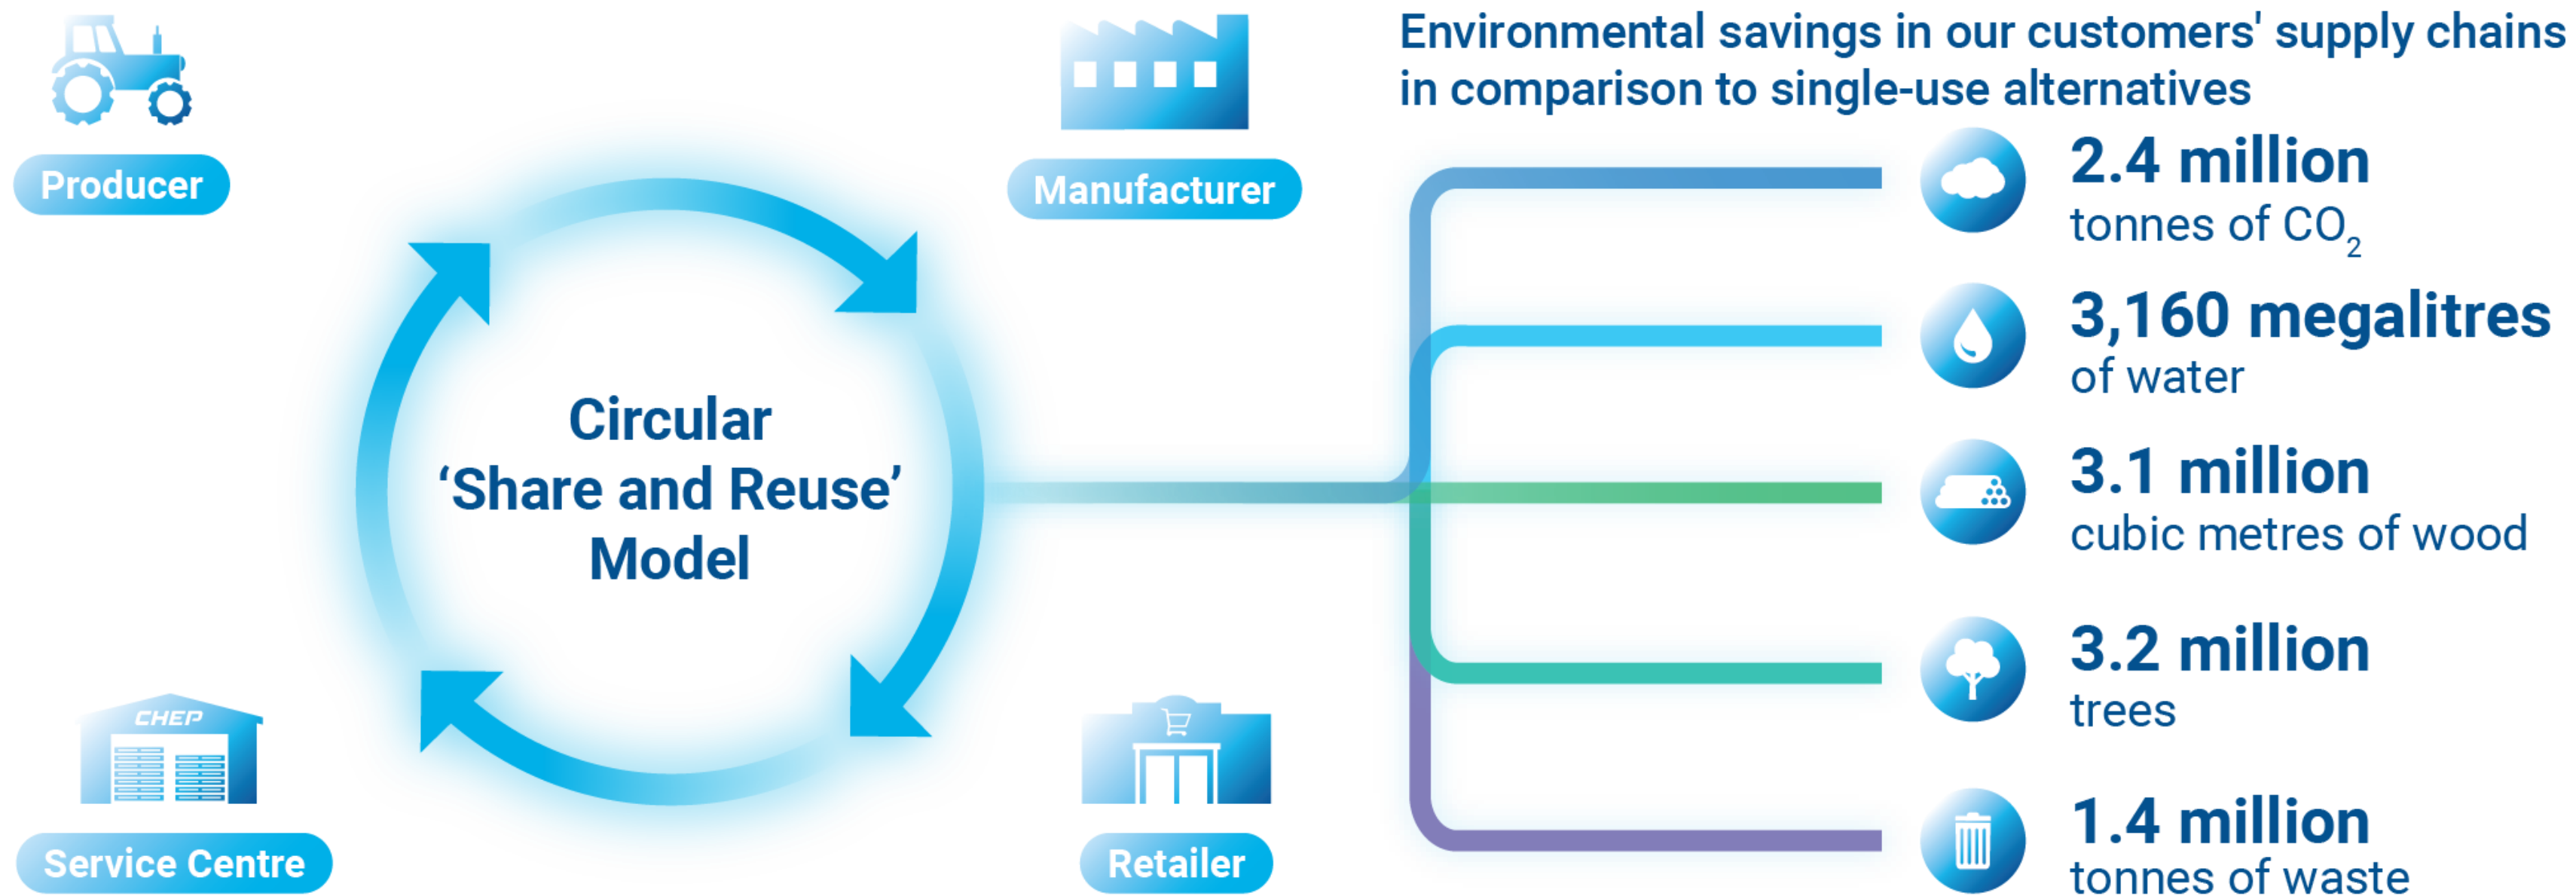 Environmental savings in our customers' supply chains
in comparison to single-use alternatives
Producer
Manufacturer
Circular
‘Share and Reuse’
Model
CHEP
Service Centre
Retailer
2.4 million
tonnes of CO₂
3,160 megalitres
of water
3.1 million
cubic metres of wood
3.2 million
trees
1.4 million
tonnes of waste